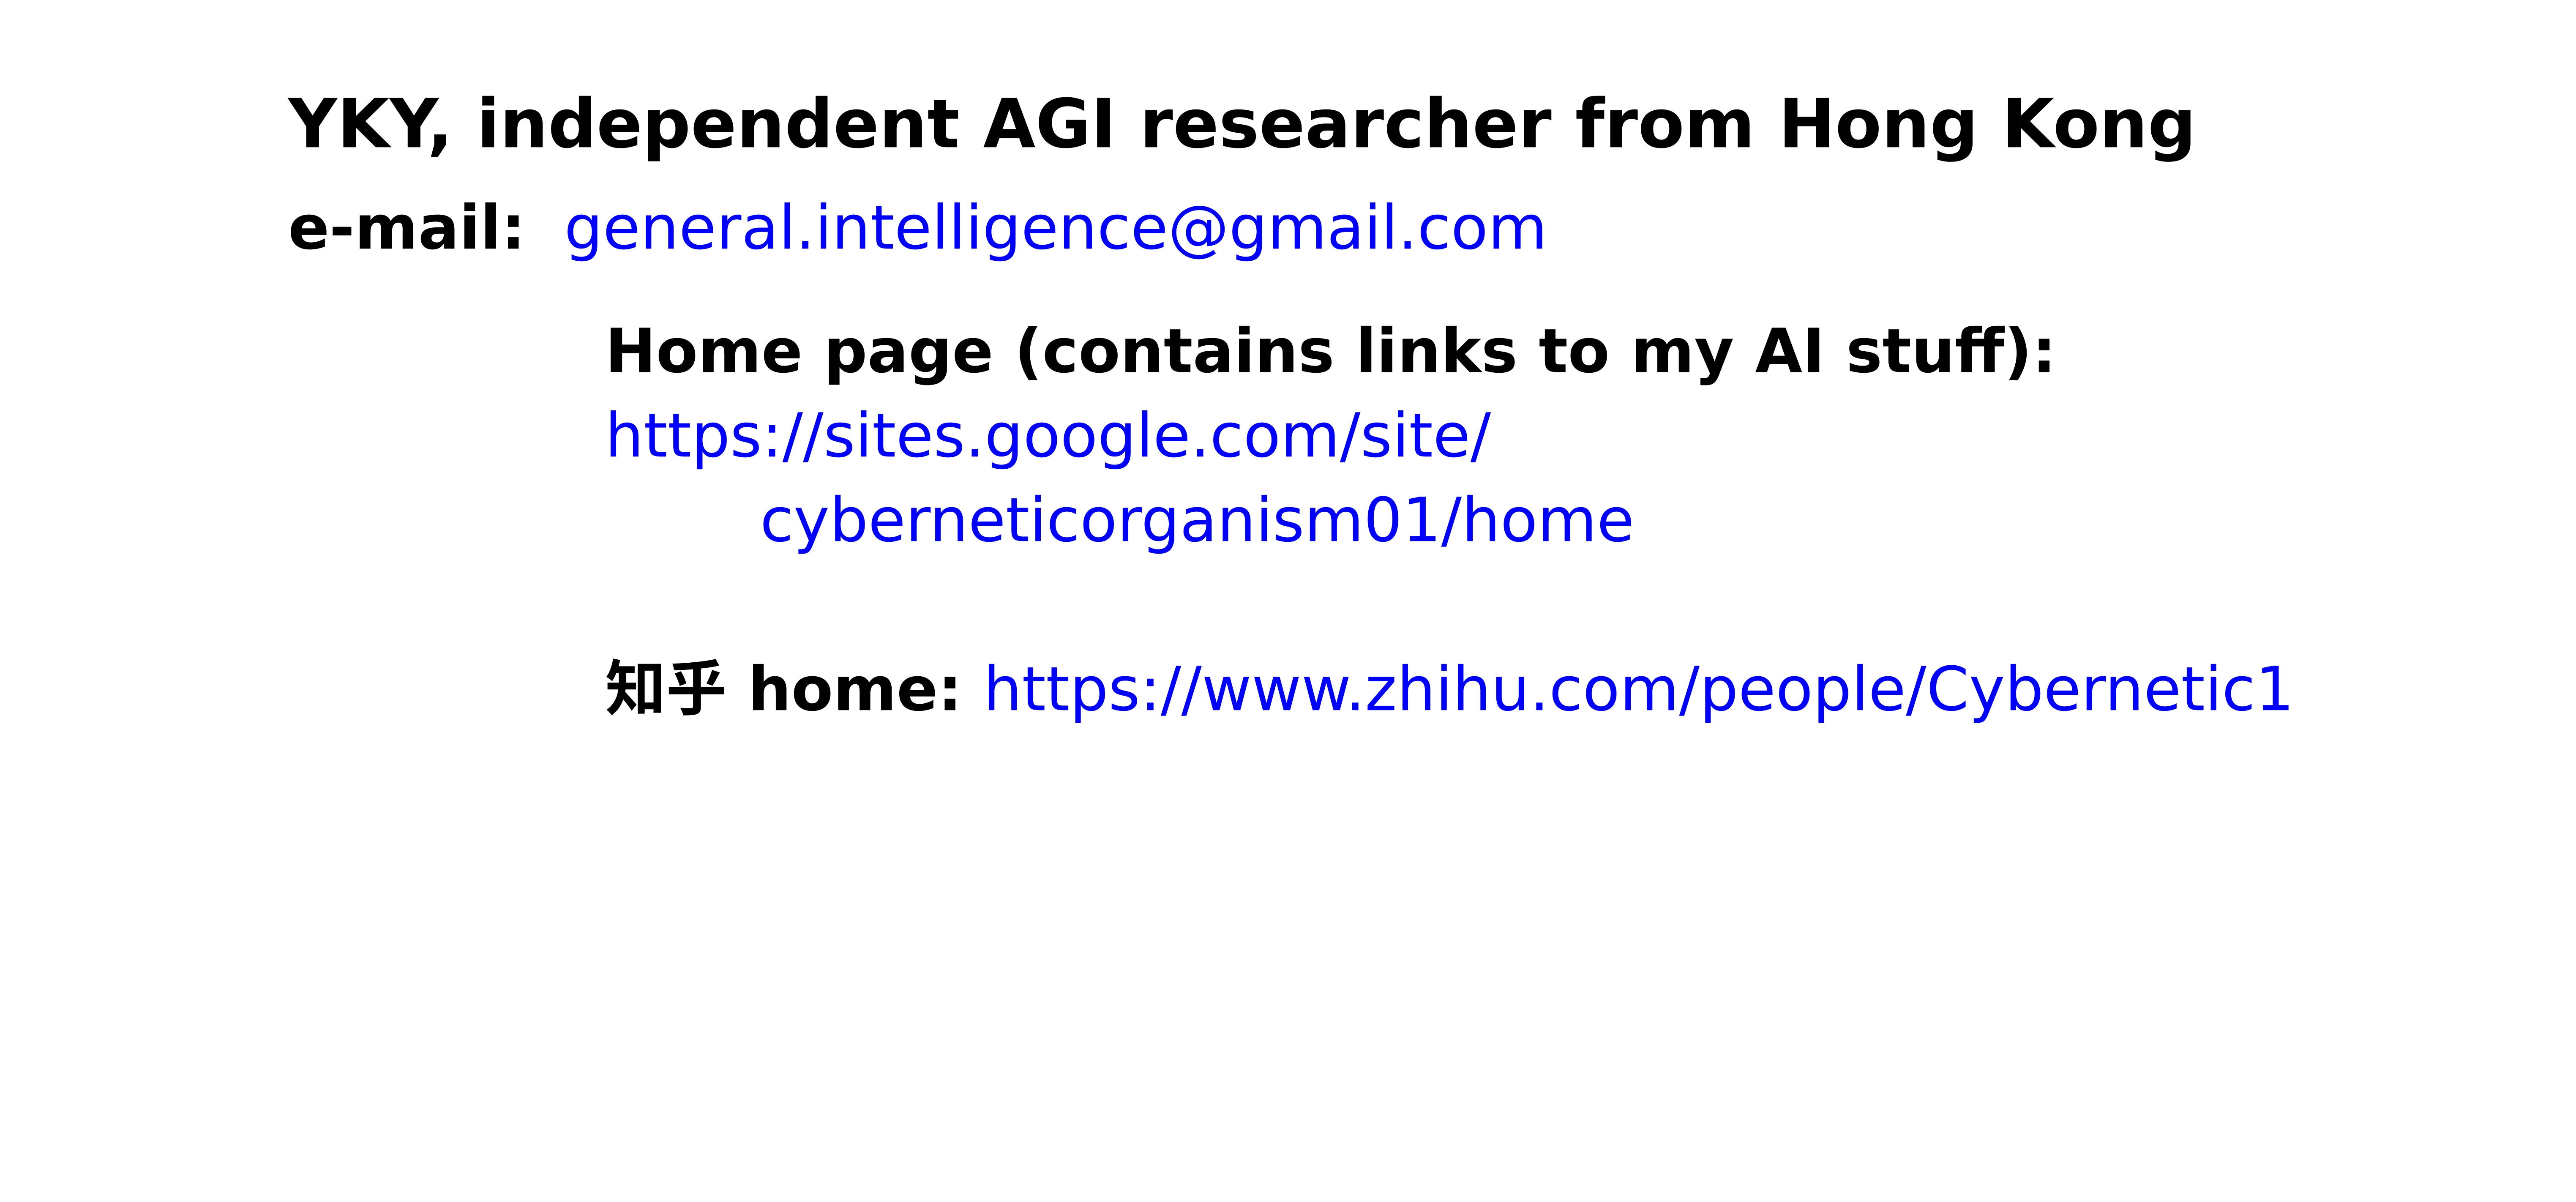 YKY, independent AGI researcher from Hong Kong
e-mail: general.intelligence@gmail.com
Home page (contains links to my AI stuff):
https://sites.google.com/site/
cyberneticorganism01/home
知乎 home: https://www.zhihu.com/people/Cybernetic1